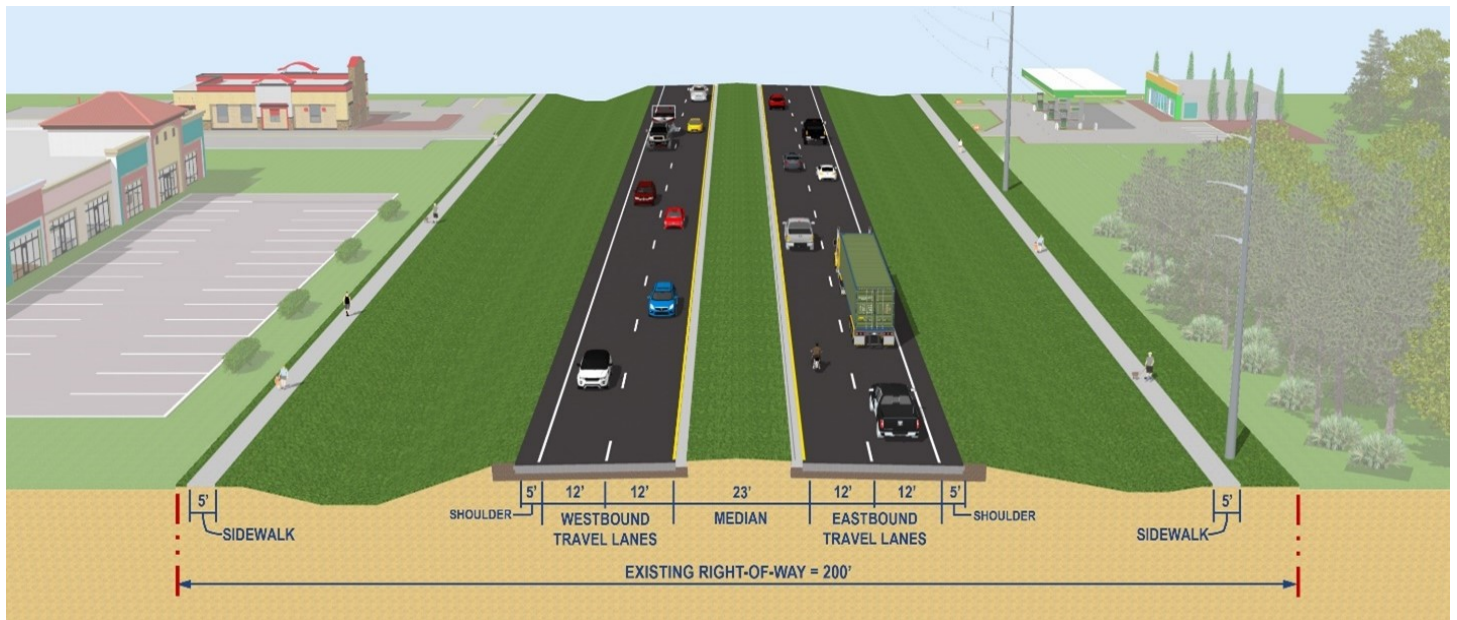 5' 12' 12' 23' 12' 12' 5'
5' 5'
SHOULDER WESTBOUND MEDIAN EASTBOUND SHOULDER
TRAVEL LANES TRAVEL LANES
SIDEWALK SIDEWALK
EXISTING RIGHT-OF-WAY = 200'